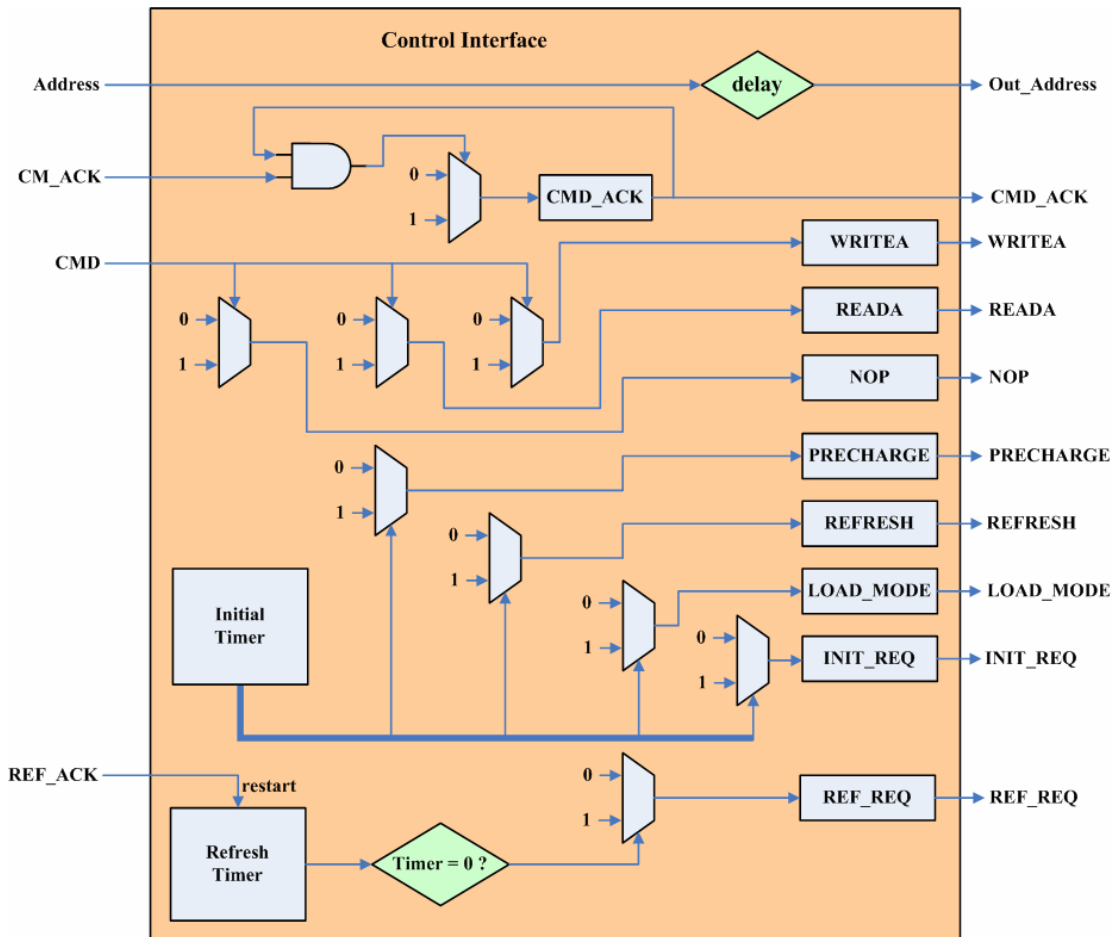 Control Interface
Address
delay
Out_Address
CM_ACK
0
1
CMD_ACK
CMD_ACK
WRITEA
WRITEA
CMD
0
1
0
1
0
1
READA
READA
NOP
NOP
0
1
PRECHARGE
PRECHARGE
0
1
REFRESH
REFRESH
Initial
Timer
0
1
LOAD_MODE
LOAD_MODE
0
1
INIT_REQ
INIT_REQ
REF_ACK
restart
Refresh
Timer
Timer = 0 ?
0
1
REF_REQ
REF_REQ